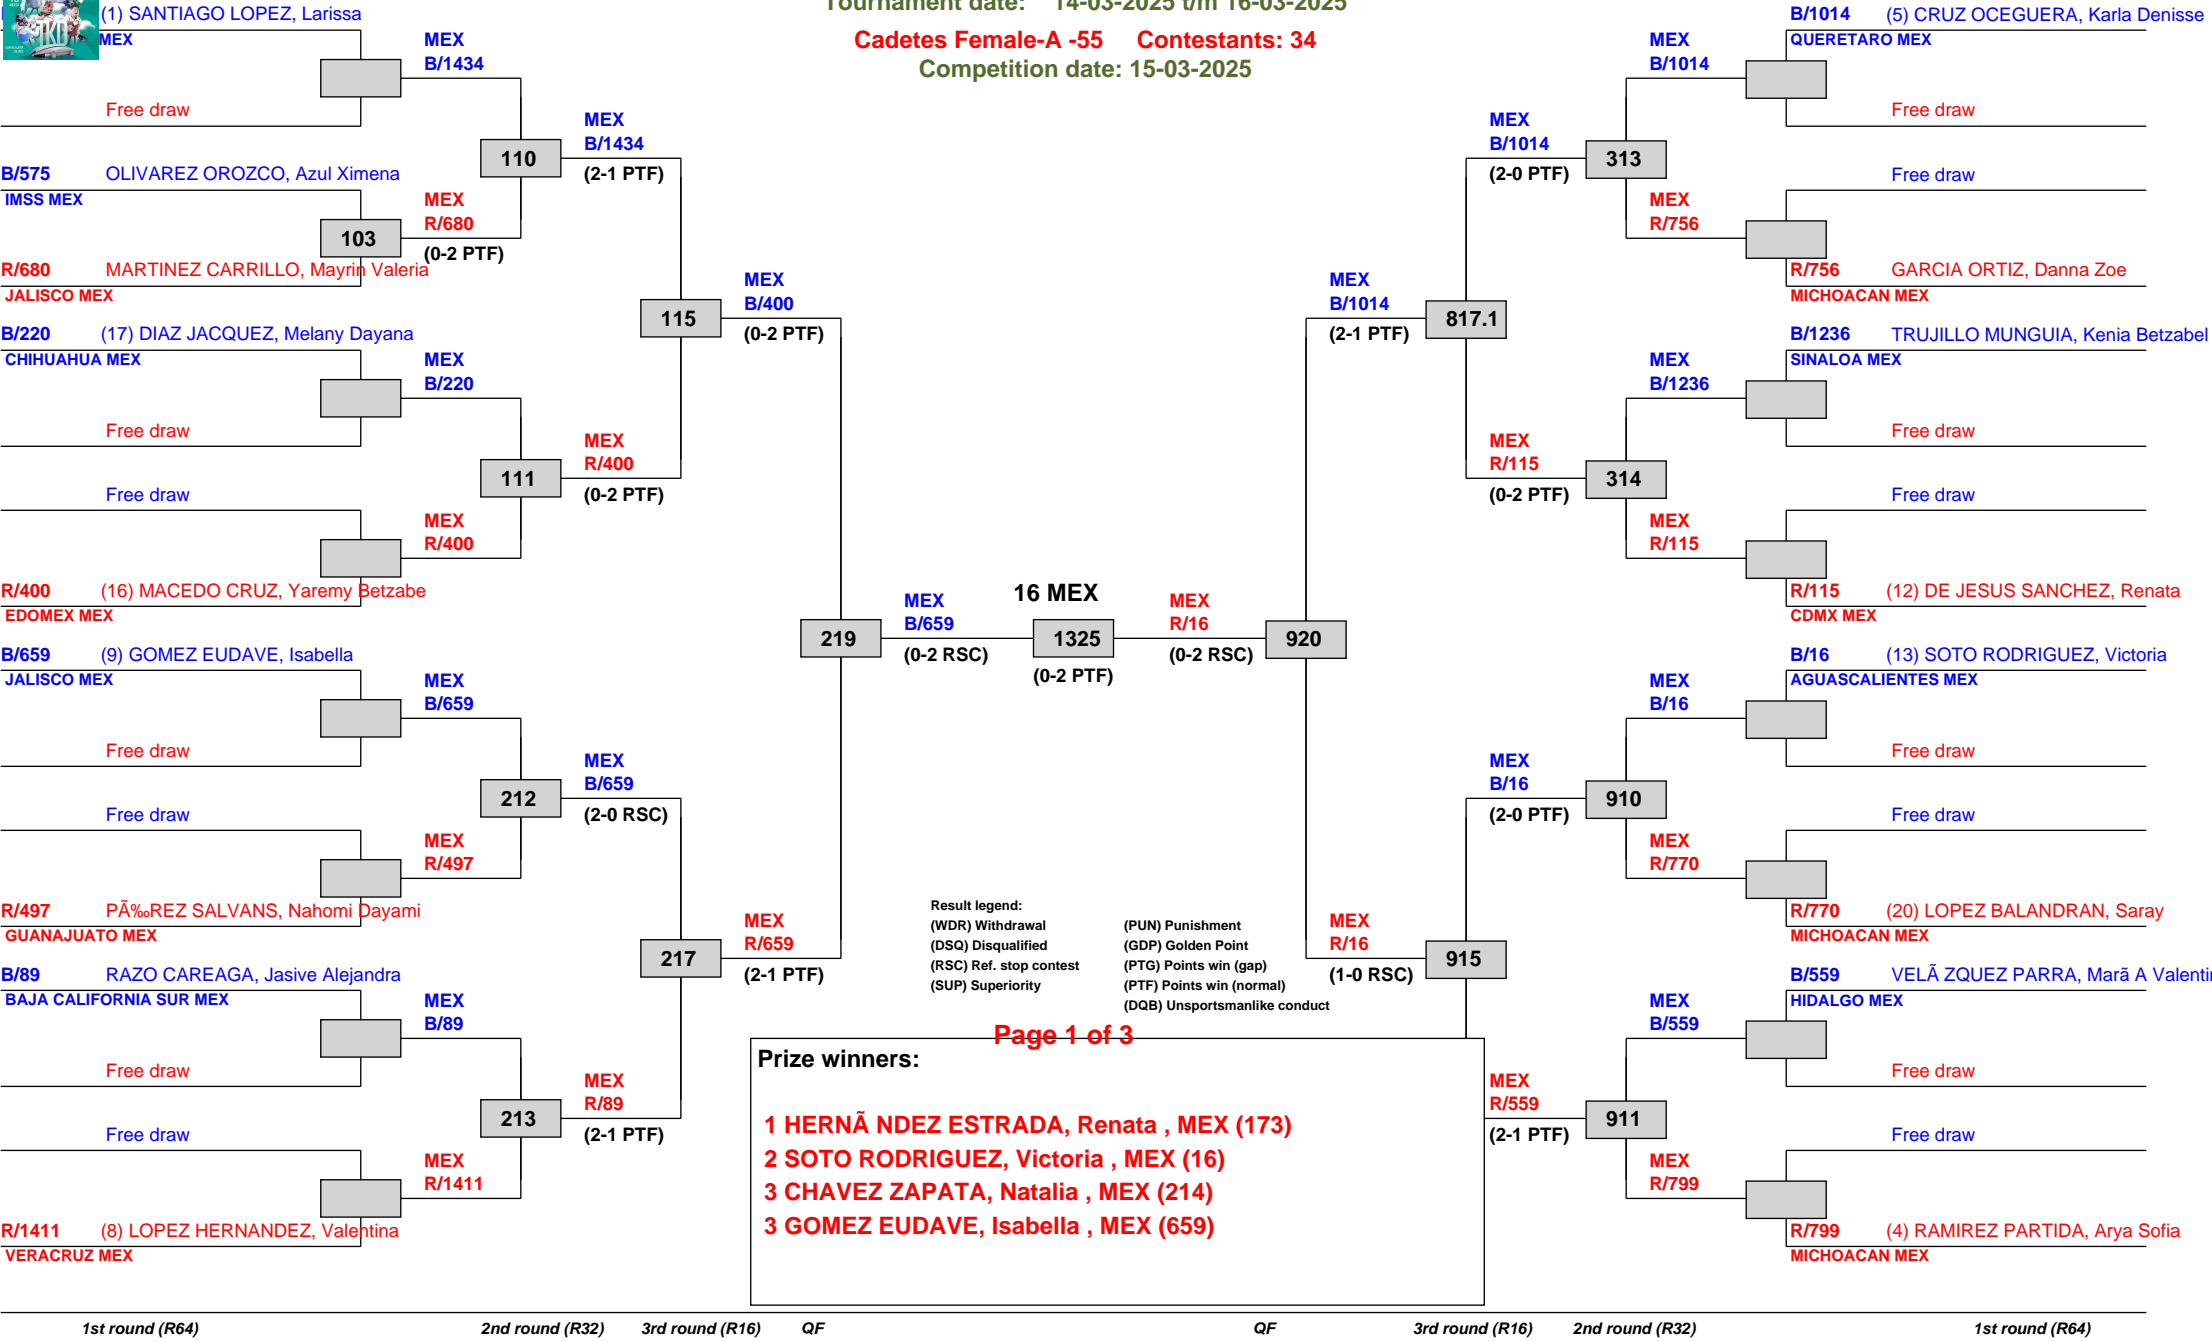 Tournament date: 14-03-2025 t/m 16-03-2025
Cadetes Female-A -55 Contestants: 34
Competition date: 15-03-2025
(1) SANTIAGO LOPEZ, Larissa
MEX
Free draw
B/575 OLIVAREZ OROZCO, Azul Ximena
IMSS MEX
R/680 MARTINEZ CARRILLO, Mayrin Valeria
JALISCO MEX
B/220 (17) DIAZ JACQUEZ, Melany Dayana
CHIHUAHUA MEX
Free draw
Free draw
R/400 (16) MACEDO CRUZ, Yaremy Betzabe
EDOMEX MEX
B/659 (9) GOMEZ EUDAVE, Isabella
JALISCO MEX
Free draw
Free draw
R/497 PÃ‰REZ SALVANS, Nahomi Dayami
GUANAJUATO MEX
B/89 RAZO CAREAGA, Jasive Alejandra
BAJA CALIFORNIA SUR MEX
Free draw
Free draw
R/1411 (8) LOPEZ HERNANDEZ, Valentina
VERACRUZ MEX
103
MEX
B/1434
MEX
R/680
(0-2 PTF)
MEX
B/220
MEX
R/400
MEX
B/659
MEX
R/497
MEX
B/89
MEX
R/1411
110
111
212
213
MEX
B/1434
(2-1 PTF)
MEX
R/400
(0-2 PTF)
MEX
B/659
(2-0 RSC)
MEX
R/89
(2-1 PTF)
115
217
MEX
B/400
(0-2 PTF)
MEX
R/659
(2-1 PTF)
219
MEX
B/659
(0-2 RSC)
16 MEX
1325
(0-2 PTF)
MEX
R/16
(0-2 RSC)
920
MEX
B/1014
(2-1 PTF)
MEX
R/16
(1-0 RSC)
817.1
915
MEX
B/1014
(2-0 PTF)
MEX
R/115
(0-2 PTF)
MEX
B/16
(2-0 PTF)
MEX
R/559
(2-1 PTF)
313
314
910
911
MEX
B/1014
MEX
R/756
MEX
B/1236
MEX
R/115
MEX
B/16
MEX
R/770
MEX
B/559
MEX
R/799
B/1014 (5) CRUZ OCEGUERA, Karla Denisse
QUERETARO MEX
Free draw
Free draw
R/756 GARCIA ORTIZ, Danna Zoe
MICHOACAN MEX
B/1236 TRUJILLO MUNGUIA, Kenia Betzabel
SINALOA MEX
Free draw
Free draw
R/115 (12) DE JESUS SANCHEZ, Renata
CDMX MEX
B/16 (13) SOTO RODRIGUEZ, Victoria
AGUASCALIENTES MEX
Free draw
Free draw
R/770 (20) LOPEZ BALANDRAN, Saray
MICHOACAN MEX
B/559 VELÃ ZQUEZ PARRA, Marã A Valenti
HIDALGO MEX
Free draw
Free draw
R/799 (4) RAMIREZ PARTIDA, Arya Sofia
MICHOACAN MEX
Result legend:
(WDR) Withdrawal (PUN) Punishment
(DSQ) Disqualified (GDP) Golden Point
(RSC) Ref. stop contest (PTG) Points win (gap)
(SUP) Superiority (PTF) Points win (normal)
(DQB) Unsportsmanlike conduct
Page 1 of 3
Prize winners:
1 HERNÃ NDEZ ESTRADA, Renata , MEX (173)
2 SOTO RODRIGUEZ, Victoria , MEX (16)
3 CHAVEZ ZAPATA, Natalia , MEX (214)
3 GOMEZ EUDAVE, Isabella , MEX (659)
1st round (R64) 2nd round (R32) 3rd round (R16) QF QF 3rd round (R16) 2nd round (R32) 1st round (R64)